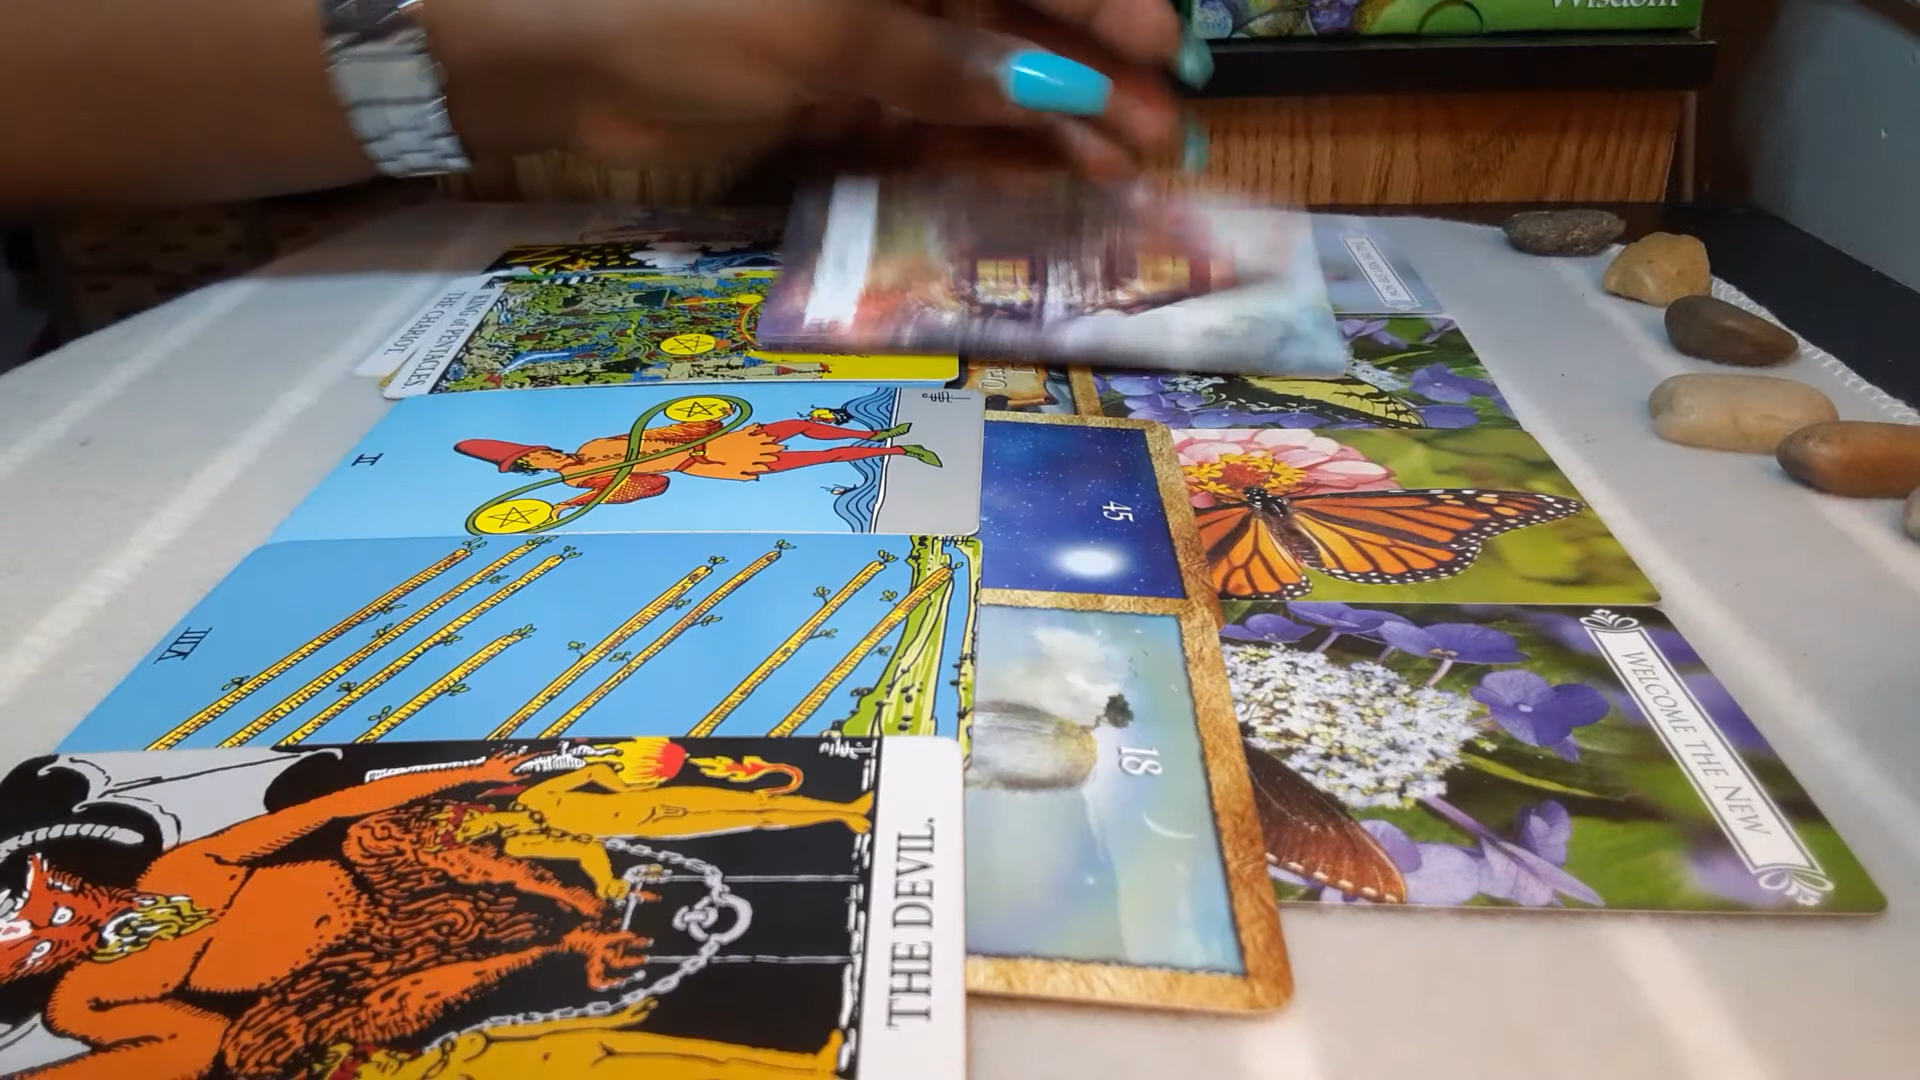 Wisdom
THE CHARIOT.
KING of PENTACLES.
II
45
VIII
18
WELCOME THE NEW
THE DEVIL.